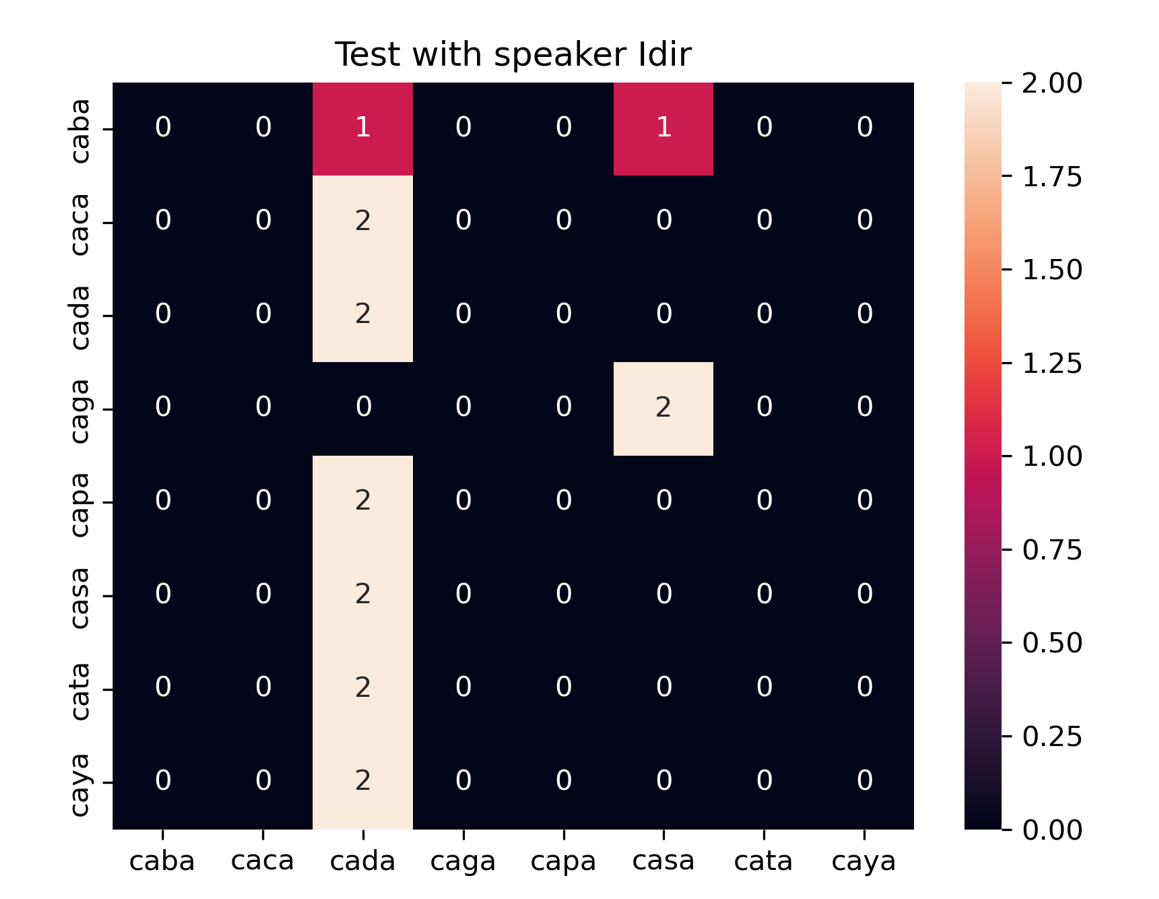 Test with speaker Idir
caba 0 0 1 0 0 1 0 0
caca 0 0 2 0 0 0 0 0
cada 0 0 2 0 0 0 0 0
caga 0 0 0 0 0 2 0 0
capa 0 0 2 0 0 0 0 0
casa 0 0 2 0 0 0 0 0
cata 0 0 2 0 0 0 0 0
caya 0 0 2 0 0 0 0 0
caba caca cada caga capa casa cata caya
2.00
1.75
1.50
1.25
1.00
0.75
0.50
0.25
0.00